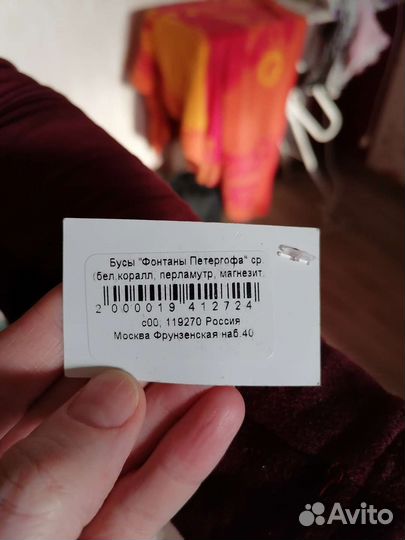 Бусы "Фонтаны Петергофа" ср
(бел.коралл, перламутр, магнезит.
2 000019 412724
с00, 119270 Россия
Москва Фрунзенская наб.40
Avito